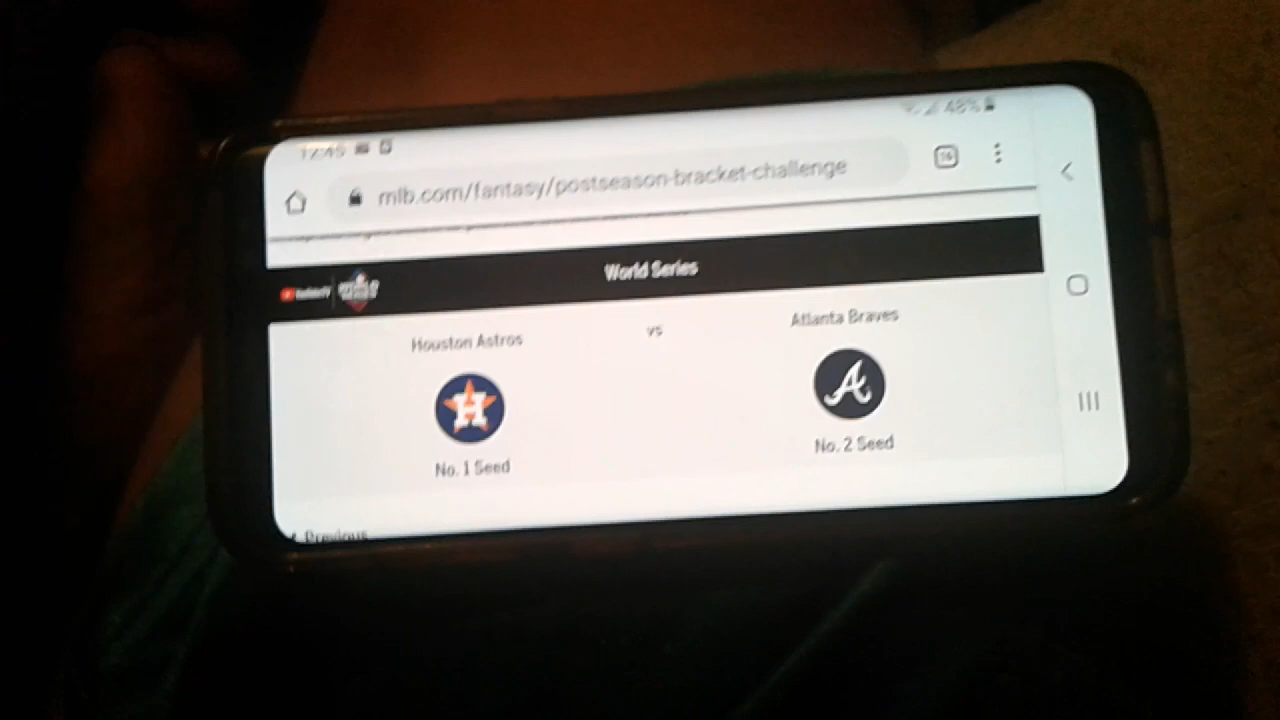 12:45
48%
16
mlb.com/fantasy/postseason-bracket-challenge
World Series
Houston Astros
vs
Atlanta Braves
H
A
No. 1 Seed
No. 2 Seed
Previous